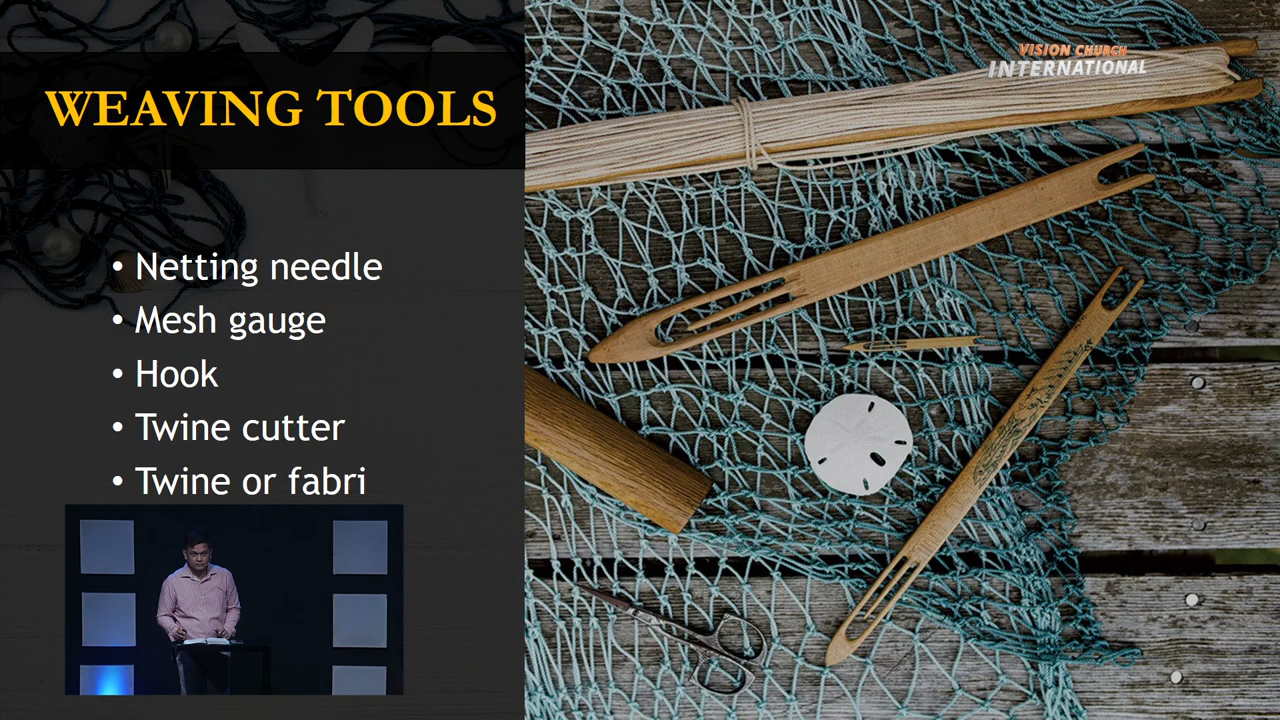 WEAVING TOOLS
VISION CHURCH
INTERNATIONAL
• Netting needle
• Mesh gauge
• Hook
• Twine cutter
• Twine or fabri